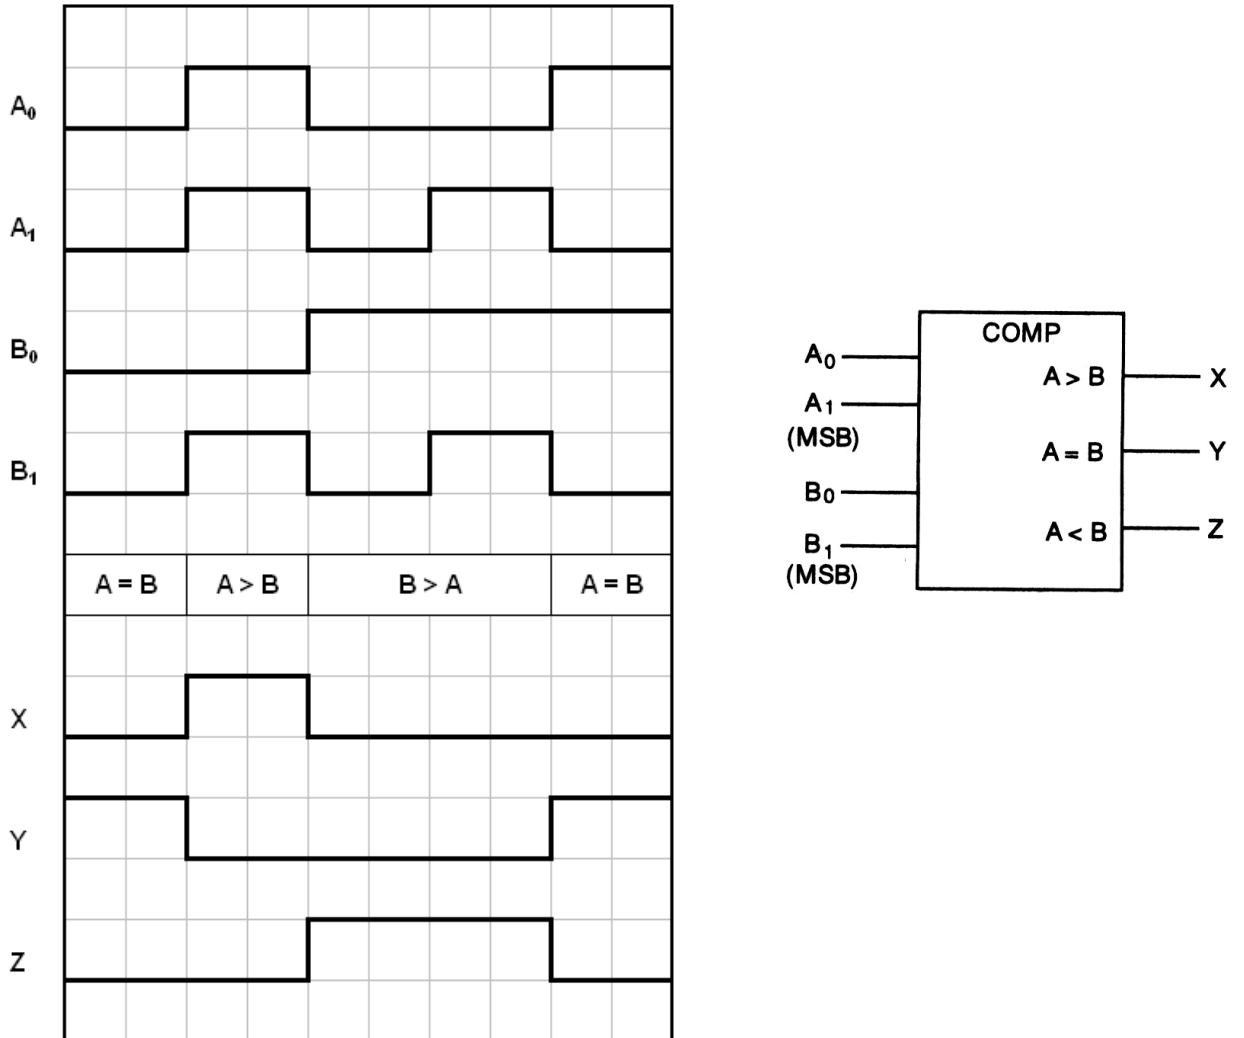 A₀
A₁
B₀
B₁
A = B A > B B > A A = B
X
Y
Z
COMP
A₀
A₁
(MSB)
B₀
B₁
(MSB)
A > B X
A = B Y
A < B Z